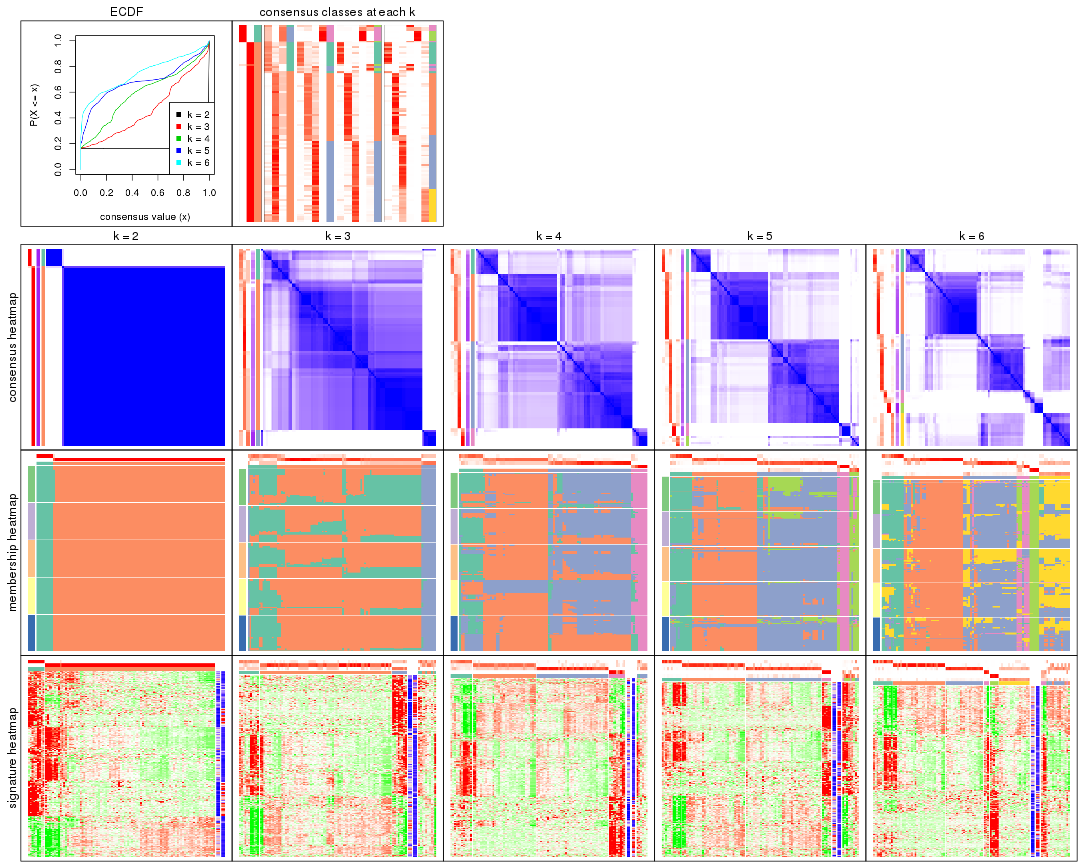 ECDF
consensus classes at each k
P(X <= x)
0.0 0.2 0.4 0.6 0.8 1.0
k = 2
k = 3
k = 4
k = 5
k = 6
0.0 0.2 0.4 0.6 0.8 1.0
consensus value (x)
k = 2
k = 3
k = 4
k = 5
k = 6
consensus heatmap
membership heatmap
signature heatmap